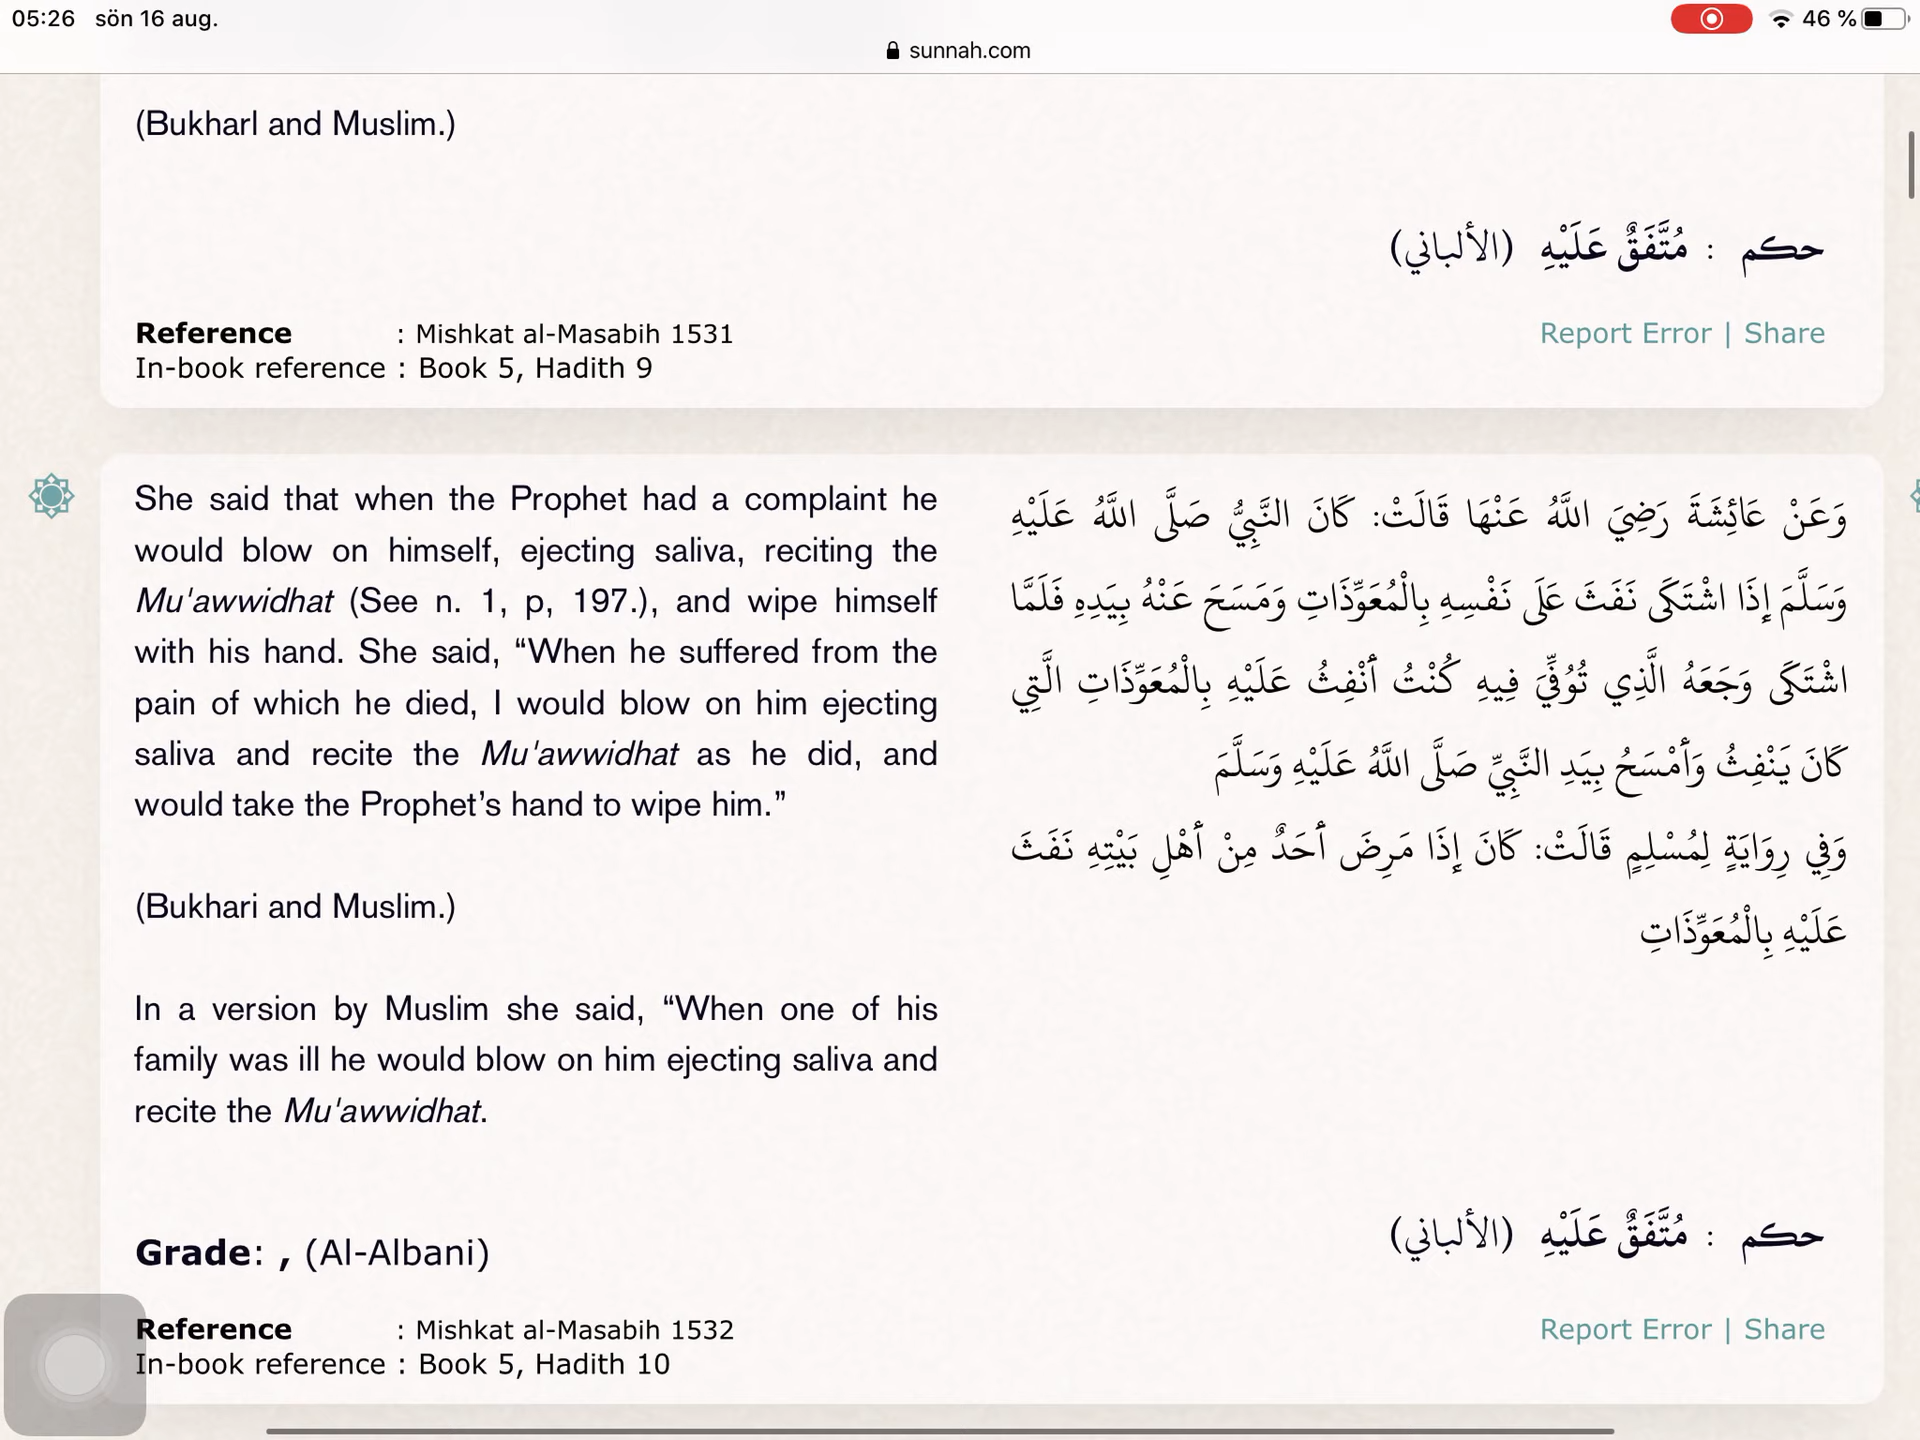 05:26 sön 16 aug.
46 %
sunnah.com
(Bukharl and Muslim.)
حكم : مُتَّفَقٌ عَلَيْهِ (الألباني)
Reference : Mishkat al-Masabih 1531
Report Error | Share
In-book reference : Book 5, Hadith 9
She said that when the Prophet had a complaint he
would blow on himself, ejecting saliva, reciting the
Mu'awwidhat (See n. 1, p, 197.), and wipe himself
with his hand. She said, “When he suffered from the
pain of which he died, I would blow on him ejecting
saliva and recite the Mu'awwidhat as he did, and
would take the Prophet’s hand to wipe him.”
(Bukhari and Muslim.)
In a version by Muslim she said, “When one of his
family was ill he would blow on him ejecting saliva and
recite the Mu'awwidhat.
وَعَنْ عَائِشَةَ رَضِيَ اللَّهُ عَنْهَا قَالَتْ: كَانَ النَّبِيُّ صَلَّى اللَّهُ عَلَيْهِ
وَسَلَّمَ إِذَا اشْتَكَى نَفَثَ عَلَى نَفْسِهِ بِالْمُعَوِّذَاتِ وَمَسَحَ عَنْهُ بِيَدِهِ فَلَمَّا
اشْتَكَى وَجَعَهُ الَّذِي تُوُفِّيَ فِيهِ كُنْتُ أَنْفِثُ عَلَيْهِ بِالْمُعَوِّذَاتِ الَّتِي
كَانَ يَنْفِثُ وَأَمْسَحُ بِيَدِ النَّبِيِّ صَلَّى اللَّهُ عَلَيْهِ وَسَلَّمَ
وَفِي رِوَايَةٍ لِمُسْلِمٍ قَالَتْ: كَانَ إِذَا مَرِضَ أَحَدٌ مِنْ أَهْلِ بَيْتِهِ نَفَثَ
عَلَيْهِ بِالْمُعَوِّذَاتِ
Grade: , (Al-Albani)
حكم : مُتَّفَقٌ عَلَيْهِ (الألباني)
Reference : Mishkat al-Masabih 1532
Report Error | Share
In-book reference : Book 5, Hadith 10